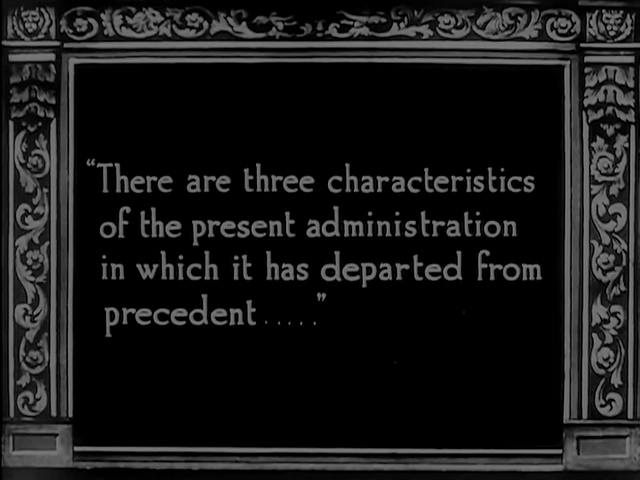 “There are three characteristics
of the present administration
in which it has departed from
precedent.....”